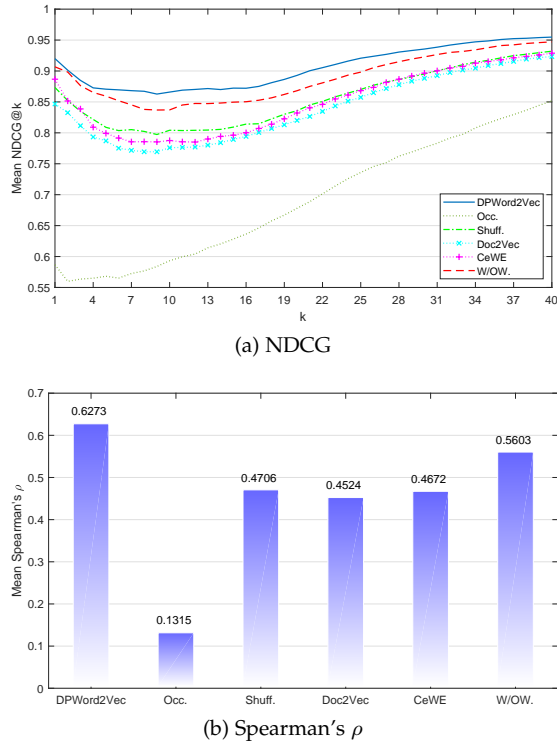 0.95
0.9
0.85
0.8
0.75
0.7
0.65
0.6
0.55
Mean NDCG@k
1 4 7 10 13 16 19 22 25 28 31 34 37 40
k
DPWord2Vec
Occ.
Shuff.
Doc2Vec
CeWE
W/OW.
(a) NDCG
0.7
0.6
0.5
0.4
0.3
0.2
0.1
0
Mean Spearman's ρ
0.6273
0.1315
0.4706
0.4524
0.4672
0.5603
DPWord2Vec Occ. Shuff. Doc2Vec CeWE W/OW.
(b) Spearman's ρ